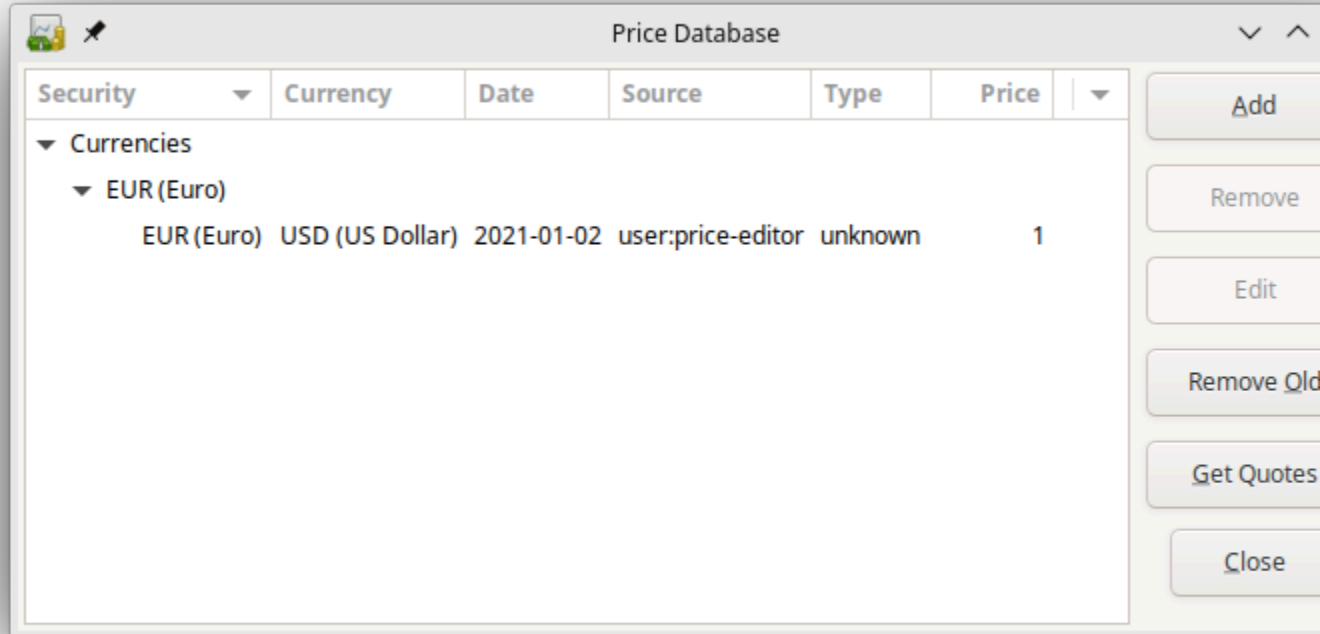 Price Database
Security Currency Date Source Type Price
Currencies
EUR (Euro)
EUR (Euro) USD (US Dollar) 2021-01-02 user:price-editor unknown 1
Add
Remove
Edit
Remove Old
Get Quotes
Close